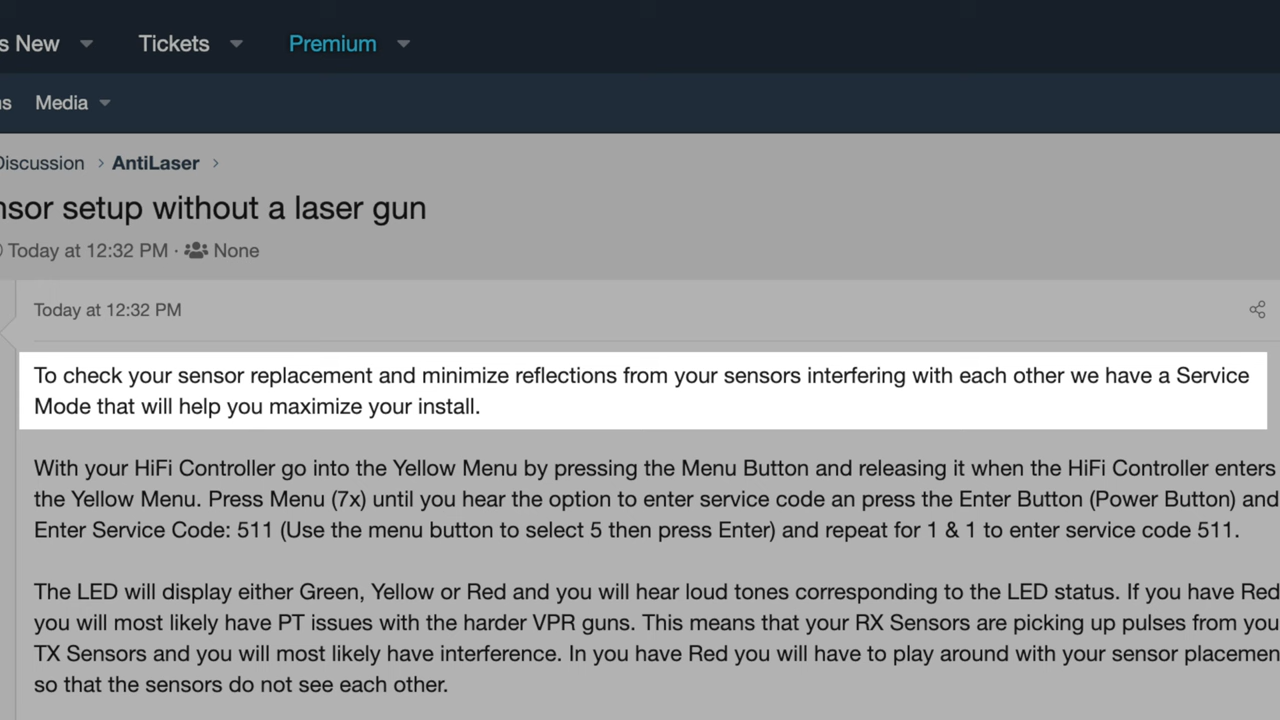 s New Tickets Premium
ns Media
Discussion > AntiLaser >
nsor setup without a laser gun
Today at 12:32 PM · None
Today at 12:32 PM
To check your sensor replacement and minimize reflections from your sensors interfering with each other we have a Service
Mode that will help you maximize your install.
With your HiFi Controller go into the Yellow Menu by pressing the Menu Button and releasing it when the HiFi Controller enters
the Yellow Menu. Press Menu (7x) until you hear the option to enter service code an press the Enter Button (Power Button) and
Enter Service Code: 511 (Use the menu button to select 5 then press Enter) and repeat for 1 & 1 to enter service code 511.
The LED will display either Green, Yellow or Red and you will hear loud tones corresponding to the LED status. If you have Red
you will most likely have PT issues with the harder VPR guns. This means that your RX Sensors are picking up pulses from you
TX Sensors and you will most likely have interference. In you have Red you will have to play around with your sensor placemen
so that the sensors do not see each other.